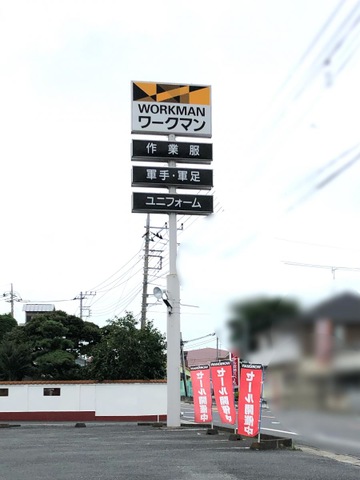 WORKMAN
ワークマン
作業服
軍手・軍足
ユニフォーム
セール開催中
セール開催中
セール開催中